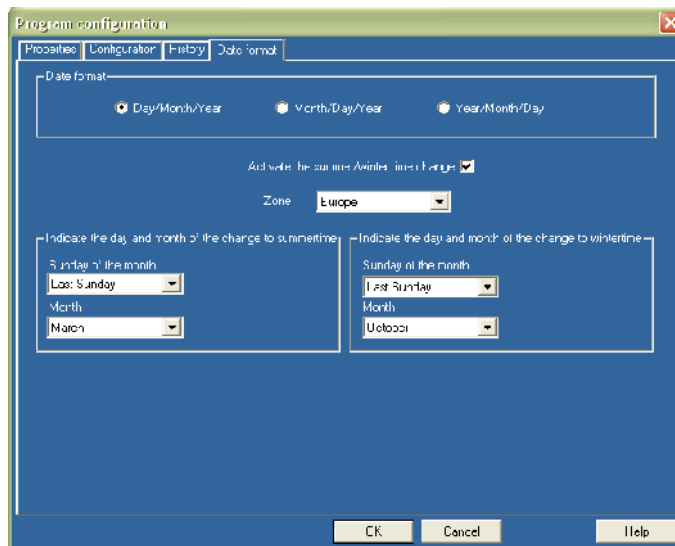 Program configuration
Properties Configuration History Date format
Date format
Day/Month/Year Month/Day/Year Year/Month/Day
Activate the summer/winter time change
Zone Europe
Indicate the day and month of the change to summertime Indicate the day and month of the change to wintertime
Sunday of the month Sunday of the month
Last Sunday Last Sunday
Month Month
March October
OK Cancel Help